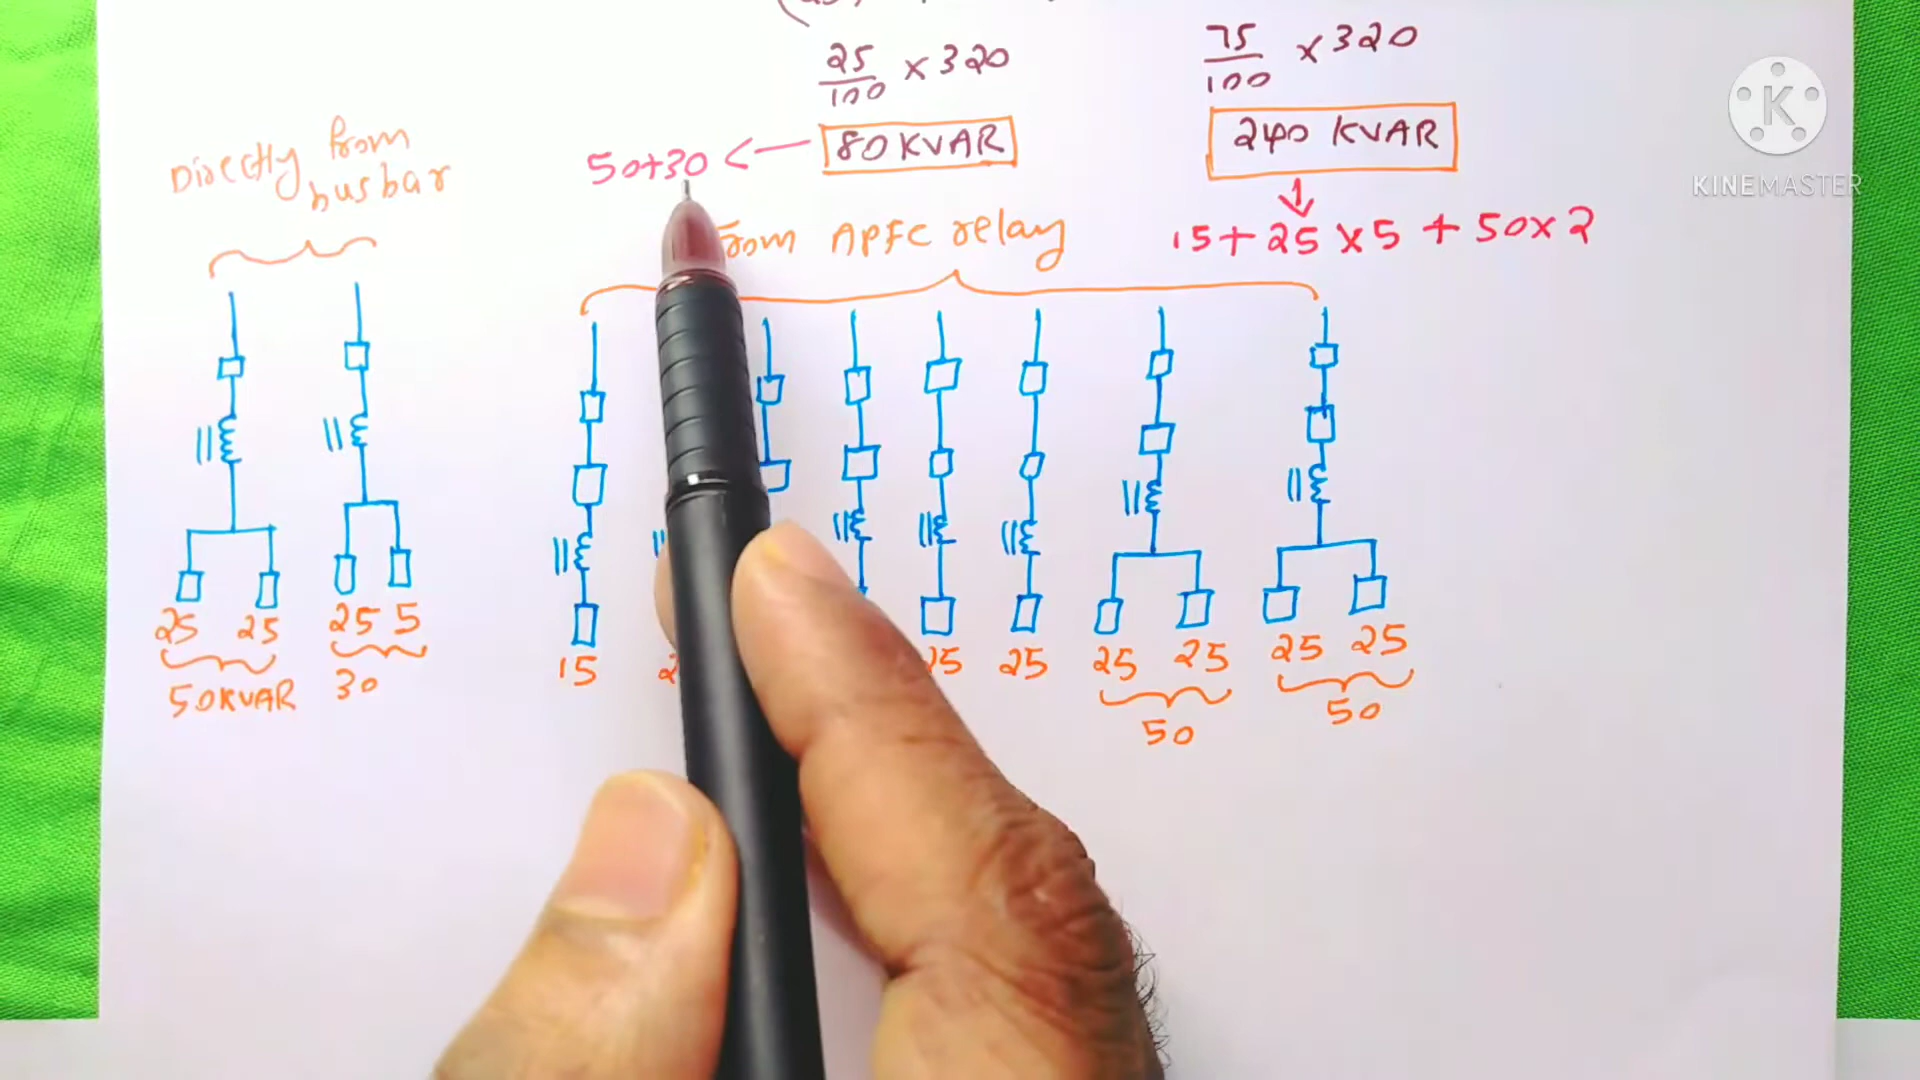 25/100 × 320
75/100 × 320
80 KVAR
240 KVAR
50+30 <—
15 + 25 × 5 + 50 × 2
Directly from
busbar
from APFC relay
25 25 25 5
50 KVAR 30
15 25 25 25 25 25 25
50 50
K
KINEMASTER